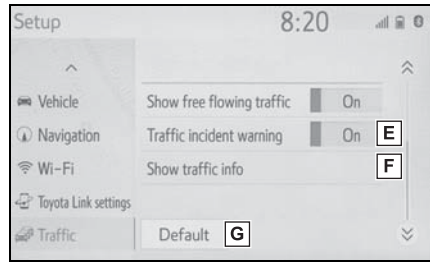 Setup 8:20
Vehicle
Show free flowing traffic On
Navigation
Traffic incident warning On E
Wi-Fi
Show traffic info F
Toyota Link settings
Traffic
Default G